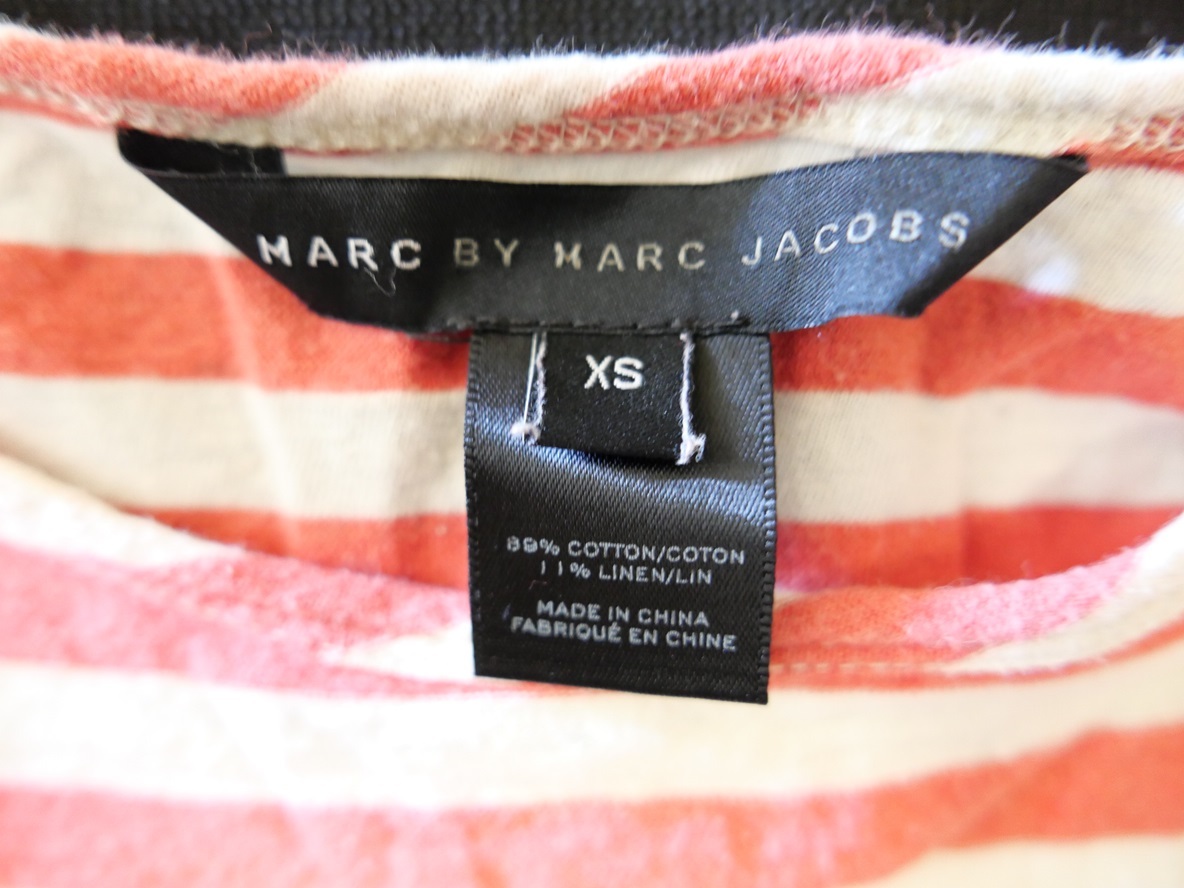 MARC BY MARC JACOBS
XS
89% COTTON/COTON
11% LINEN/LIN
MADE IN CHINA
FABRIQUÉ EN CHINE